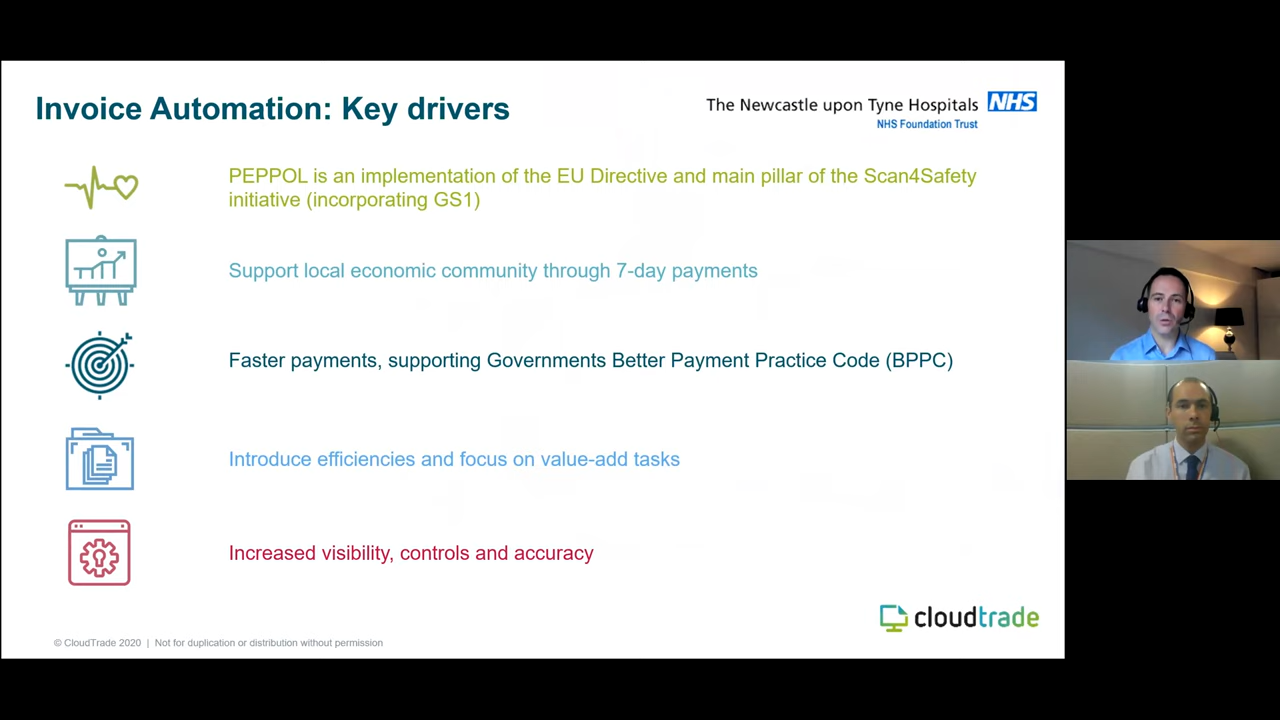 Invoice Automation: Key drivers
The Newcastle upon Tyne Hospitals NHS
NHS Foundation Trust
PEPPOL is an implementation of the EU Directive and main pillar of the Scan4Safety
initiative (incorporating GS1)
Support local economic community through 7-day payments
Faster payments, supporting Governments Better Payment Practice Code (BPPC)
Introduce efficiencies and focus on value-add tasks
Increased visibility, controls and accuracy
cloudtrade
© CloudTrade 2020 | Not for duplication or distribution without permission